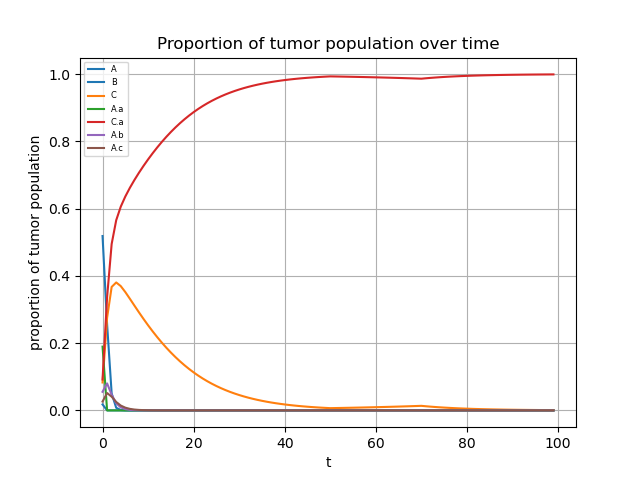 Proportion of tumor population over time
1.0
0.8
0.6
0.4
0.2
0.0
proportion of tumor population
A
B
C
A.a
C.a
A.b
A.c
0 20 40 60 80 100
t